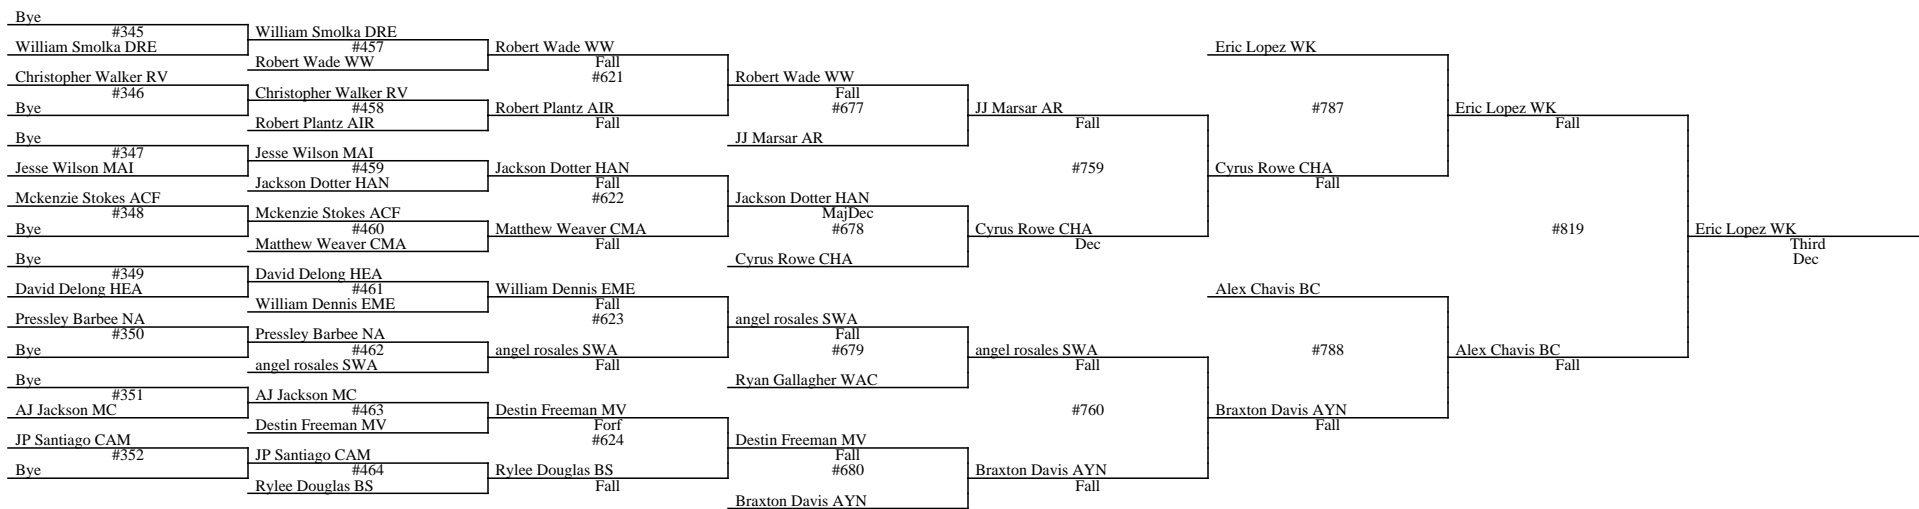 Bye
#345
William Smolka DRE
Christopher Walker RV
#346
Bye
Bye
#347
Jesse Wilson MAI
Mckenzie Stokes ACF
#348
Bye
Bye
#349
David Delong HEA
Pressley Barbee NA
#350
Bye
Bye
#351
AJ Jackson MC
JP Santiago CAM
#352
Bye
William Smolka DRE
#457
Robert Wade WW
Christopher Walker RV
#458
Robert Plantz AIR
Jesse Wilson MAI
#459
Jackson Dotter HAN
Mckenzie Stokes ACF
#460
Matthew Weaver CMA
David Delong HEA
#461
William Dennis EME
Pressley Barbee NA
#462
angel rosales SWA
AJ Jackson MC
#463
Destin Freeman MV
JP Santiago CAM
#464
Rylee Douglas BS
Robert Wade WW
Fall
#621
Robert Plantz AIR
Fall
Jackson Dotter HAN
Fall
#622
Matthew Weaver CMA
Fall
William Dennis EME
Fall
#623
angel rosales SWA
Fall
Destin Freeman MV
Forf
#624
Rylee Douglas BS
Fall
Robert Wade WW
Fall
#677
JJ Marsar AR
Jackson Dotter HAN
MajDec
#678
Cyrus Rowe CHA
angel rosales SWA
Fall
#679
Ryan Gallagher WAC
Destin Freeman MV
Fall
#680
Braxton Davis AYN
JJ Marsar AR
Fall
#759
Cyrus Rowe CHA
Dec
angel rosales SWA
Fall
#760
Braxton Davis AYN
Fall
Eric Lopez WK
#787
Cyrus Rowe CHA
Fall
Alex Chavis BC
#788
Braxton Davis AYN
Fall
Eric Lopez WK
Fall
#819
Alex Chavis BC
Fall
Eric Lopez WK
Third
Dec